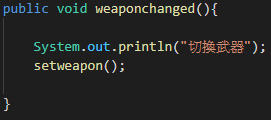 public void weaponchanged(){
System.out.println("切换武器");
setweapon();
}